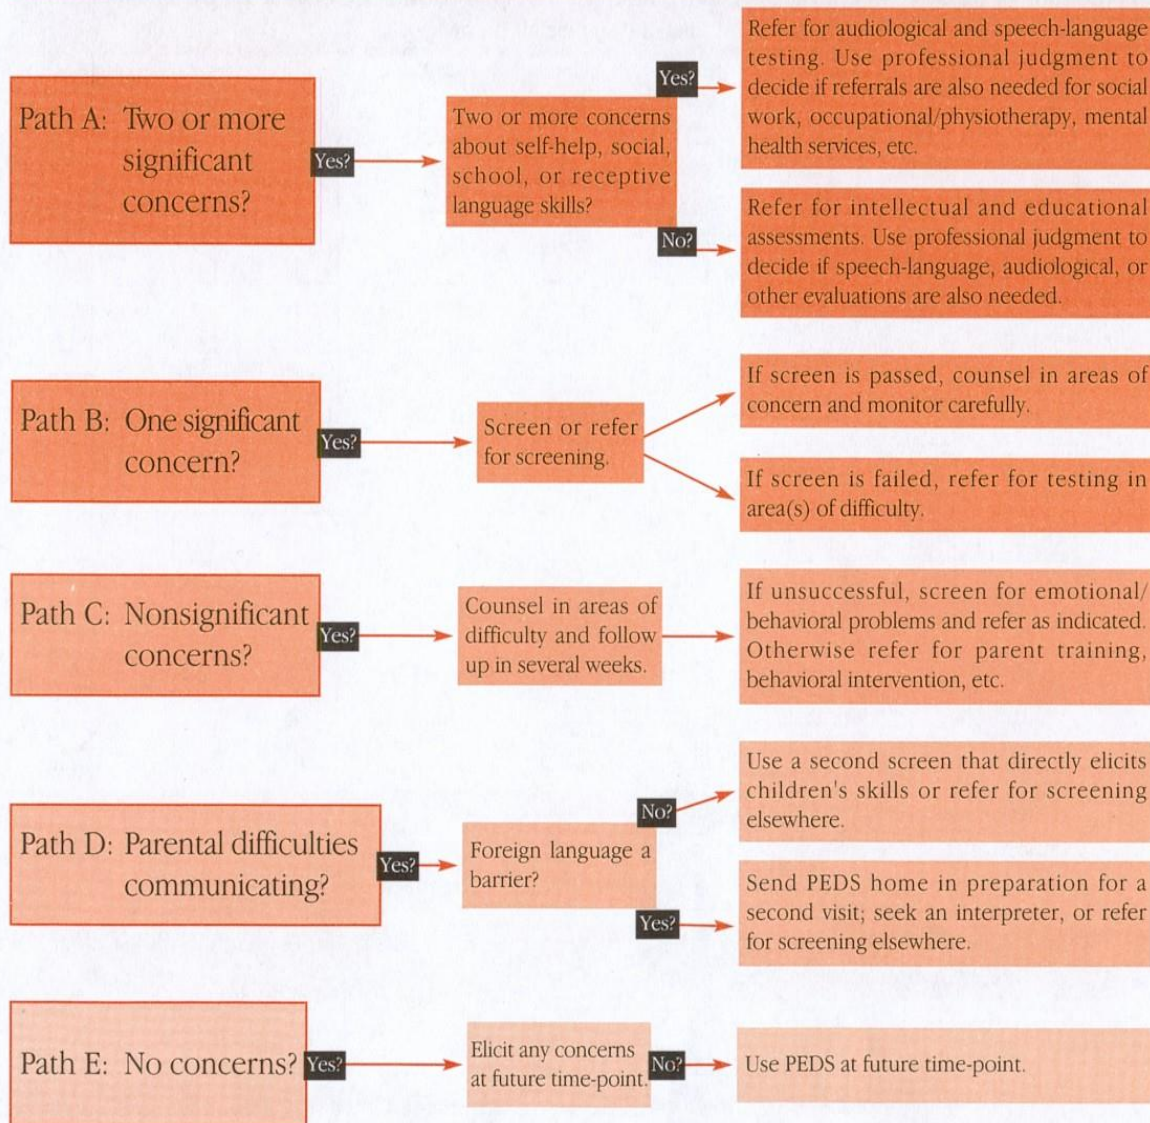 Path A: Two or more
significant
concerns?
Yes?
Two or more concerns
about self-help, social,
school, or receptive
language skills?
Yes?
Refer for audiological and speech-language
testing. Use professional judgment to
decide if referrals are also needed for social
work, occupational/physiotherapy, mental
health services, etc.
No?
Refer for intellectual and educational
assessments. Use professional judgment to
decide if speech-language, audiological, or
other evaluations are also needed.
Path B: One significant
concern?
Yes?
Screen or refer
for screening.
If screen is passed, counsel in areas of
concern and monitor carefully.
If screen is failed, refer for testing in
area(s) of difficulty.
Path C: Nonsignificant
concerns?
Yes?
Counsel in areas of
difficulty and follow
up in several weeks.
If unsuccessful, screen for emotional/
behavioral problems and refer as indicated.
Otherwise refer for parent training,
behavioral intervention, etc.
Path D: Parental difficulties
communicating?
Yes?
Foreign language a
barrier?
No?
Use a second screen that directly elicits
children's skills or refer for screening
elsewhere.
Yes?
Send PEDS home in preparation for a
second visit; seek an interpreter, or refer
for screening elsewhere.
Path E: No concerns?
Yes?
Elicit any concerns
at future time-point.
No?
Use PEDS at future time-point.